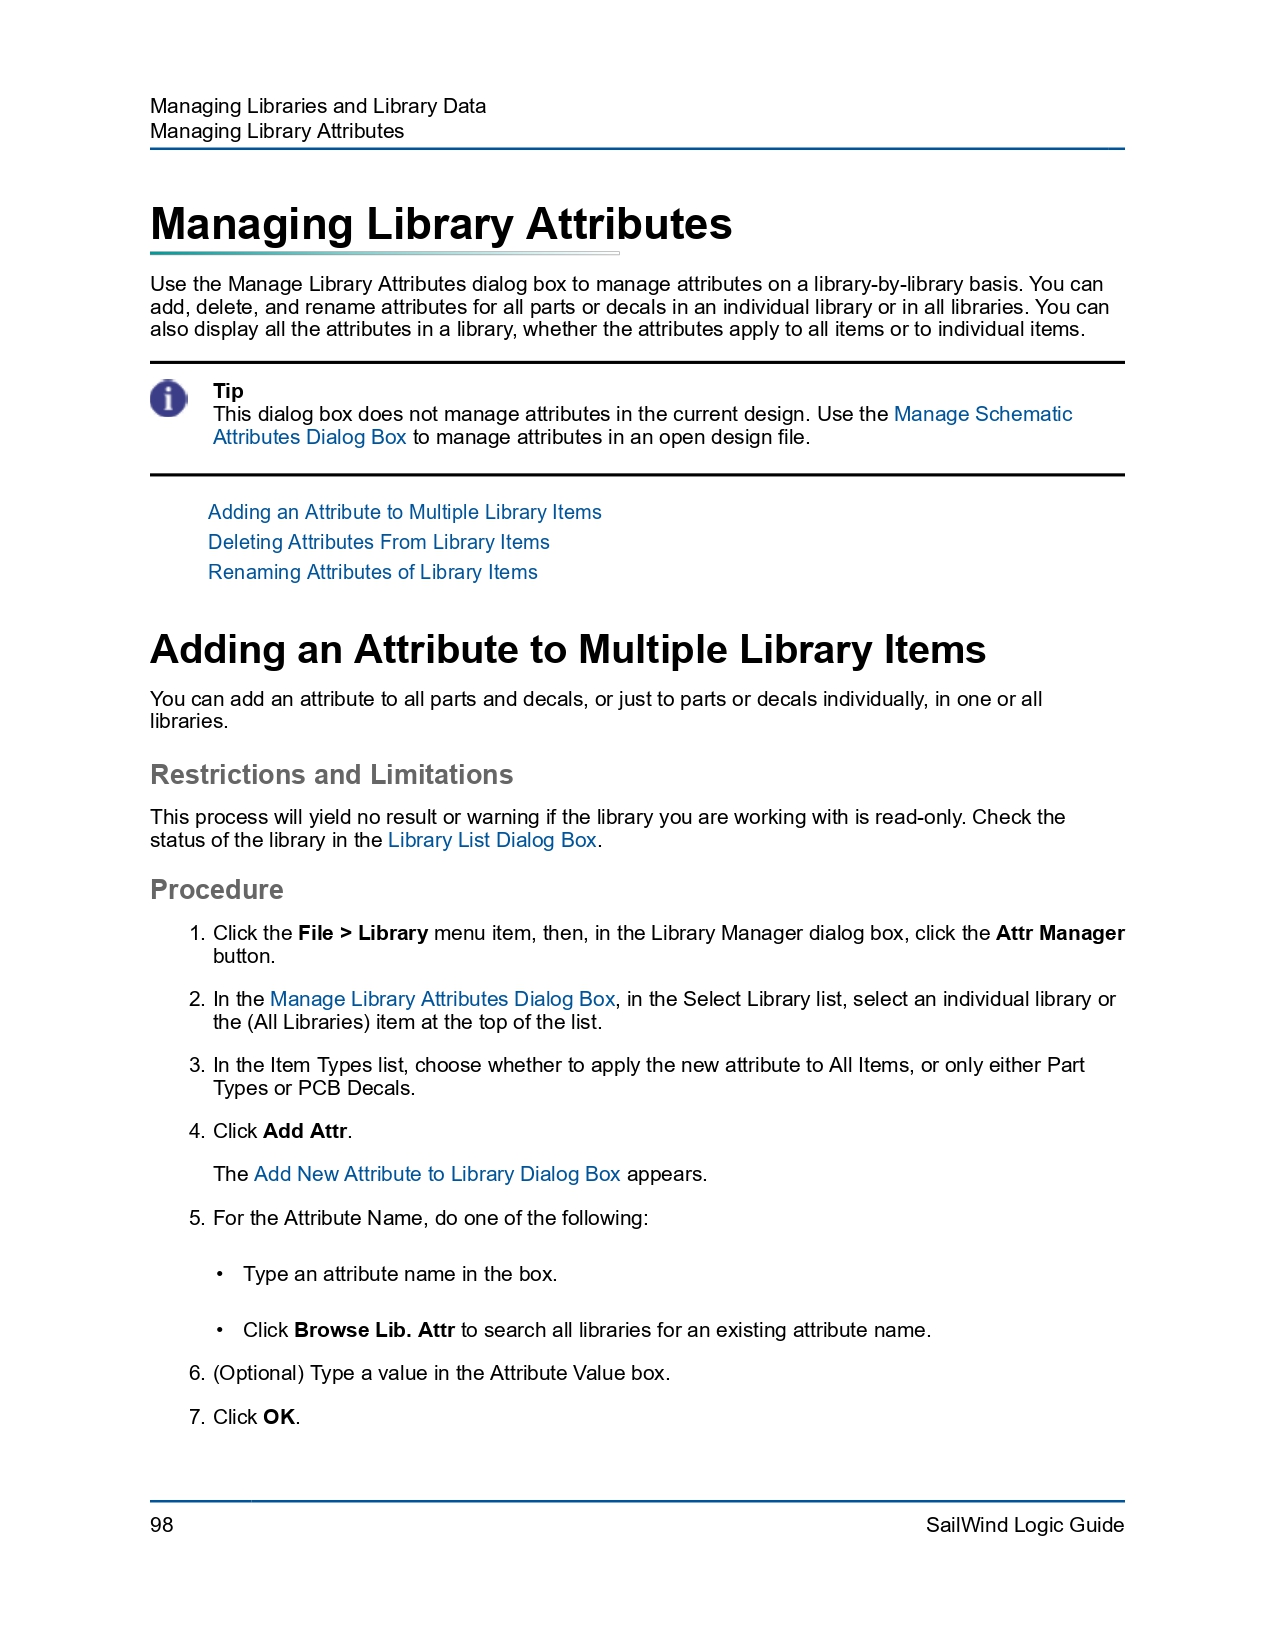 Managing Libraries and Library Data
Managing Library Attributes
Managing Library Attributes
Use the Manage Library Attributes dialog box to manage attributes on a library-by-library basis. You can
add, delete, and rename attributes for all parts or decals in an individual library or in all libraries. You can
also display all the attributes in a library, whether the attributes apply to all items or to individual items.
Tip
This dialog box does not manage attributes in the current design. Use the Manage Schematic
Attributes Dialog Box to manage attributes in an open design file.
Adding an Attribute to Multiple Library Items
Deleting Attributes From Library Items
Renaming Attributes of Library Items
Adding an Attribute to Multiple Library Items
You can add an attribute to all parts and decals, or just to parts or decals individually, in one or all
libraries.
Restrictions and Limitations
This process will yield no result or warning if the library you are working with is read-only. Check the
status of the library in the Library List Dialog Box.
Procedure
1. Click the File > Library menu item, then, in the Library Manager dialog box, click the Attr Manager
button.
2. In the Manage Library Attributes Dialog Box, in the Select Library list, select an individual library or
the (All Libraries) item at the top of the list.
3. In the Item Types list, choose whether to apply the new attribute to All Items, or only either Part
Types or PCB Decals.
4. Click Add Attr.
The Add New Attribute to Library Dialog Box appears.
5. For the Attribute Name, do one of the following:
• Type an attribute name in the box.
• Click Browse Lib. Attr to search all libraries for an existing attribute name.
6. (Optional) Type a value in the Attribute Value box.
7. Click OK.
98
SailWind Logic Guide